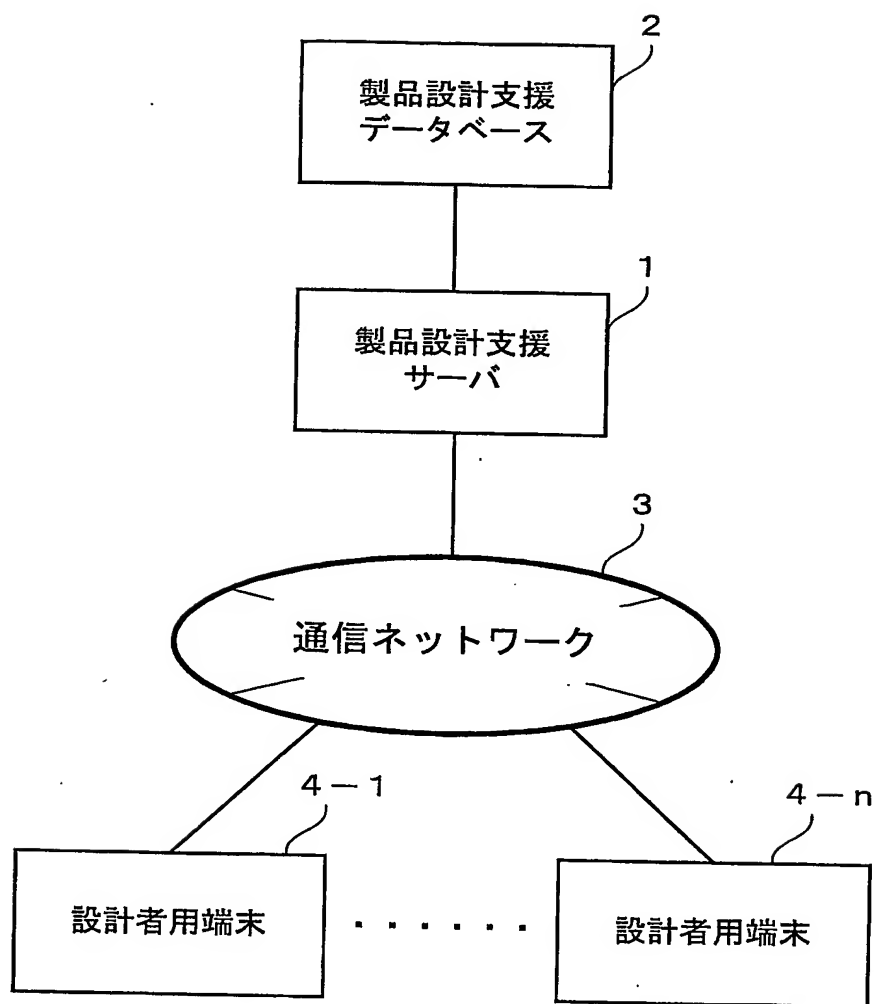 2
製品設計支援
データベース
1
製品設計支援
サーバ
3
通信ネットワーク
4－1
4－n
設計者用端末
・・・・・・
設計者用端末